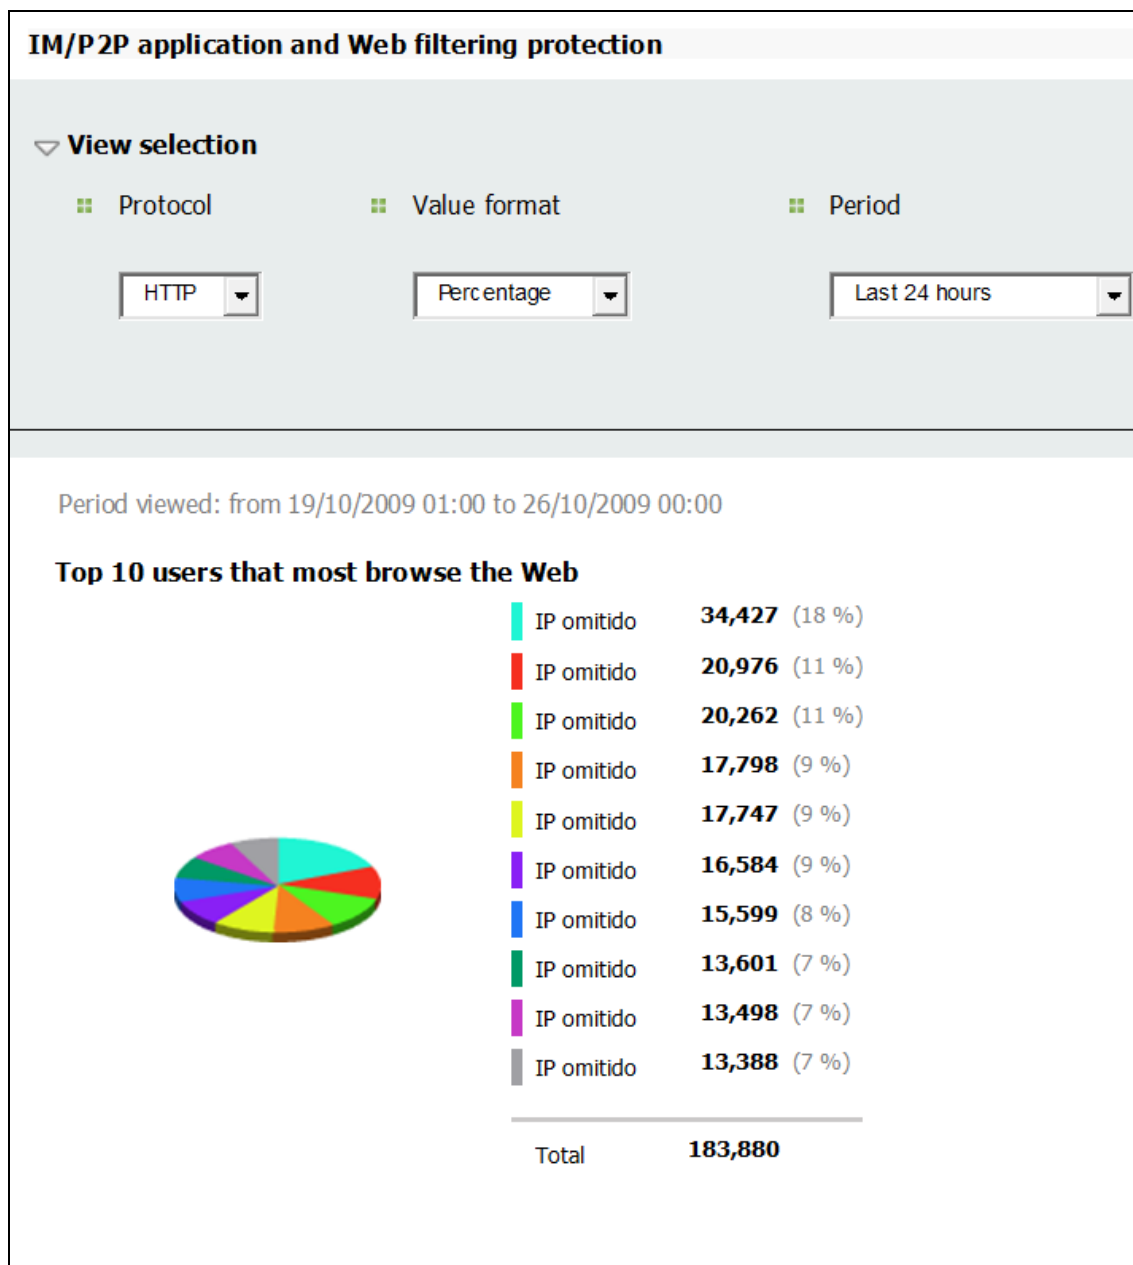 IM/P2P application and Web filtering protection
View selection
Protocol Value format Period
HTTP Percentage Last 24 hours
Period viewed: from 19/10/2009 01:00 to 26/10/2009 00:00
Top 10 users that most browse the Web
IP omitido 34,427 (18 %)
IP omitido 20,976 (11 %)
IP omitido 20,262 (11 %)
IP omitido 17,798 (9 %)
IP omitido 17,747 (9 %)
IP omitido 16,584 (9 %)
IP omitido 15,599 (8 %)
IP omitido 13,601 (7 %)
IP omitido 13,498 (7 %)
IP omitido 13,388 (7 %)
Total 183,880